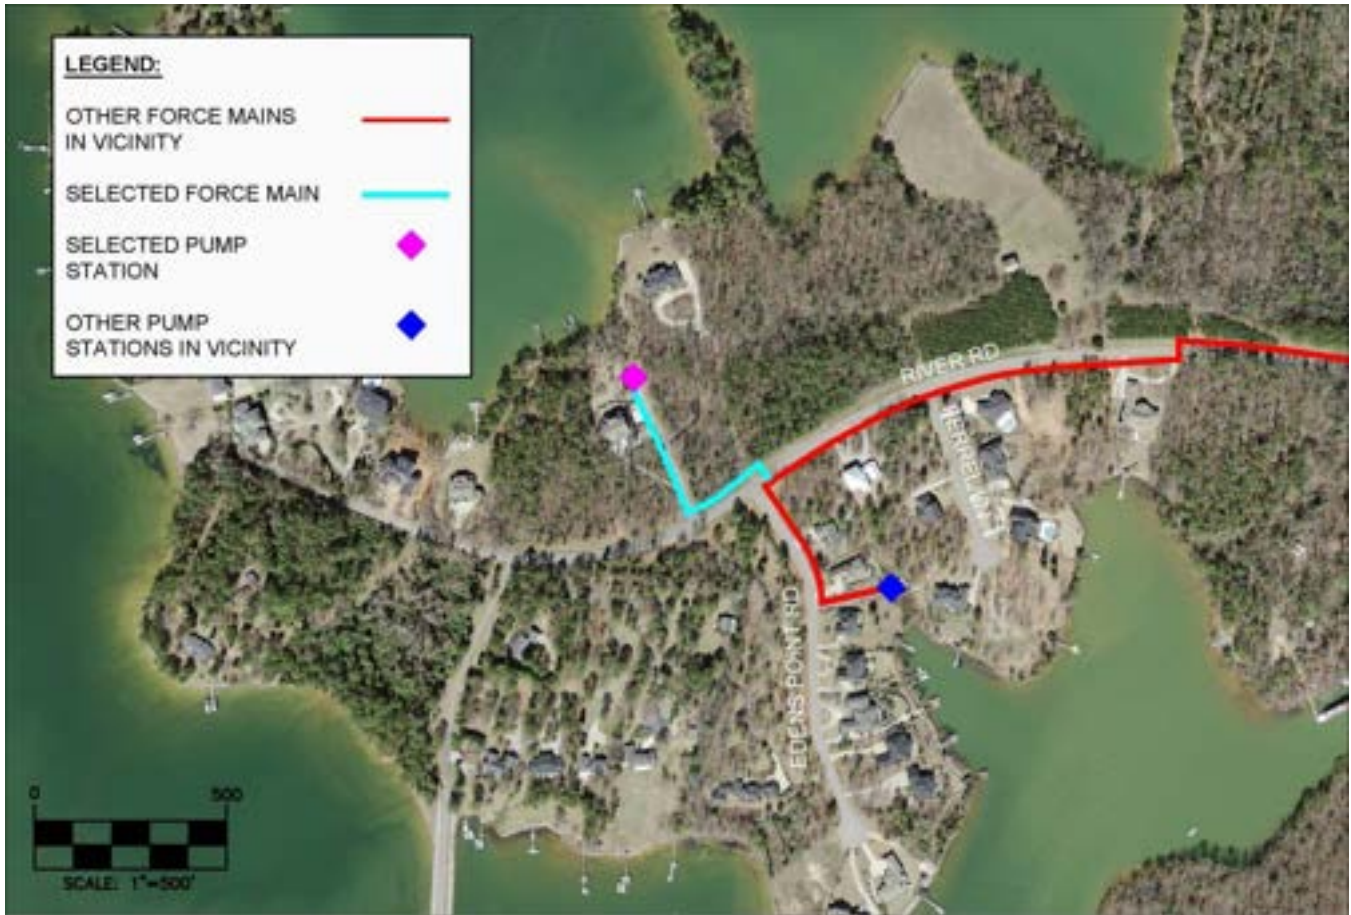 LEGEND:
OTHER FORCE MAINS
IN VICINITY
SELECTED FORCE MAIN
SELECTED PUMP
STATION
OTHER PUMP
STATIONS IN VICINITY
RIVER RD
EDENS POINT RD
0 500
SCALE: 1"=500'